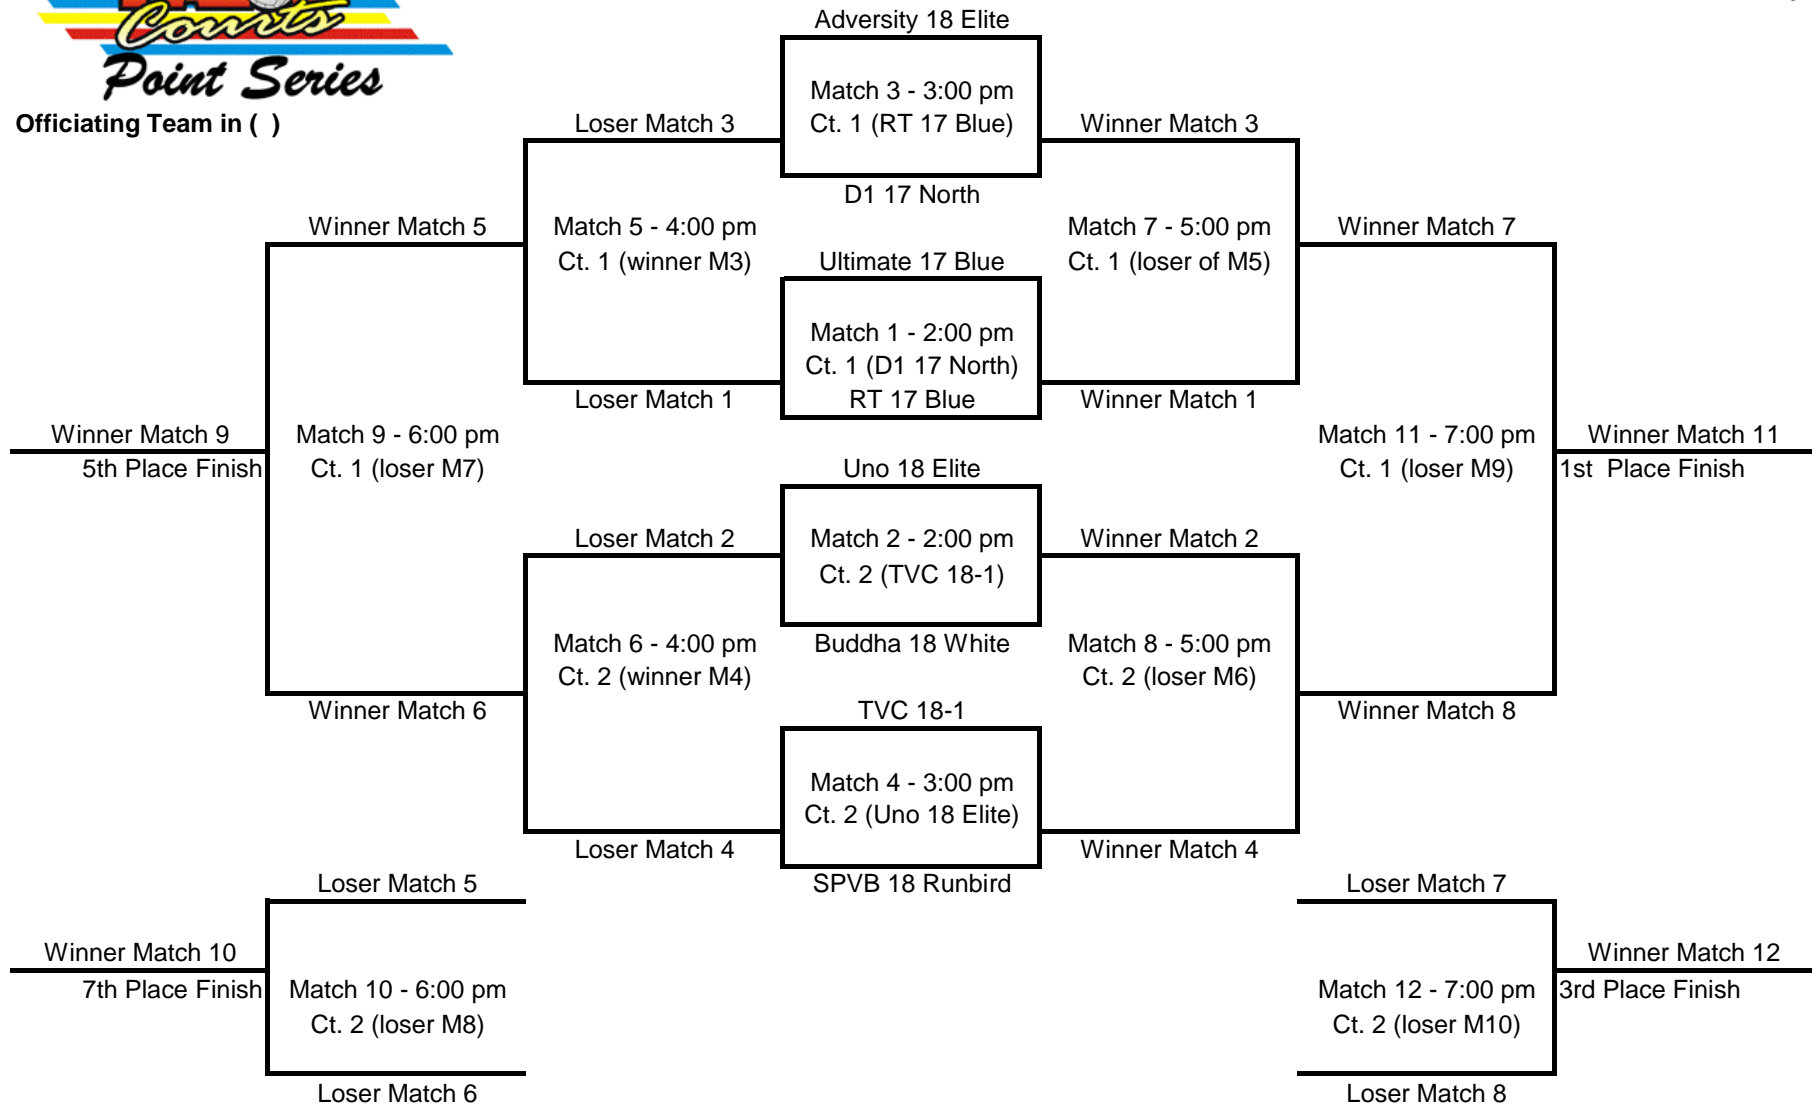 Courts
Point Series
Officiating Team in ( )
Adversity 18 Elite
Match 3 - 3:00 pm
Ct. 1 (RT 17 Blue)
Loser Match 3
Winner Match 3
D1 17 North
Winner Match 5
Match 5 - 4:00 pm
Ct. 1 (winner M3)
Match 7 - 5:00 pm
Ct. 1 (loser of M5)
Winner Match 7
Ultimate 17 Blue
Match 1 - 2:00 pm
Ct. 1 (D1 17 North)
RT 17 Blue
Loser Match 1
Winner Match 1
Winner Match 9
5th Place Finish
Match 9 - 6:00 pm
Ct. 1 (loser M7)
Match 11 - 7:00 pm
Ct. 1 (loser M9)
Winner Match 11
1st  Place Finish
Uno 18 Elite
Loser Match 2
Match 2 - 2:00 pm
Ct. 2 (TVC 18-1)
Winner Match 2
Buddha 18 White
Match 6 - 4:00 pm
Ct. 2 (winner M4)
Match 8 - 5:00 pm
Ct. 2 (loser M6)
Winner Match 6
TVC 18-1
Winner Match 8
Match 4 - 3:00 pm
Ct. 2 (Uno 18 Elite)
Loser Match 4
Winner Match 4
SPVB 18 Runbird
Loser Match 5
Loser Match 7
Winner Match 10
7th Place Finish
Match 10 - 6:00 pm
Ct. 2 (loser M8)
Match 12 - 7:00 pm
Ct. 2 (loser M10)
Winner Match 12
3rd Place Finish
Loser Match 6
Loser Match 8